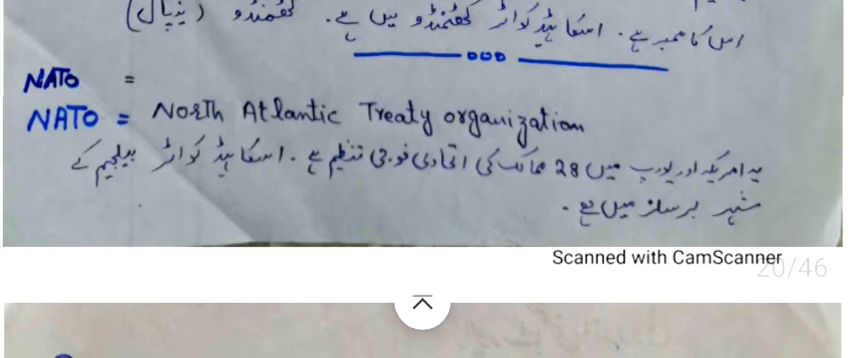 اس کا ممبر ہے. اسکا ہیڈ کواٹر کھٹمنڈو میں ہے. کھٹمنڈو (نیپال)
NATO =
NATO = North Atlantic Treaty organization
یہ امریکہ اور یورپ میں 28 ممالک کی اتحادی فوجی تنظیم ہے. اسکا ہیڈ کواٹر بیلجیم کے
شہر برسلز میں ہے.
Scanned with CamScanner
20/46